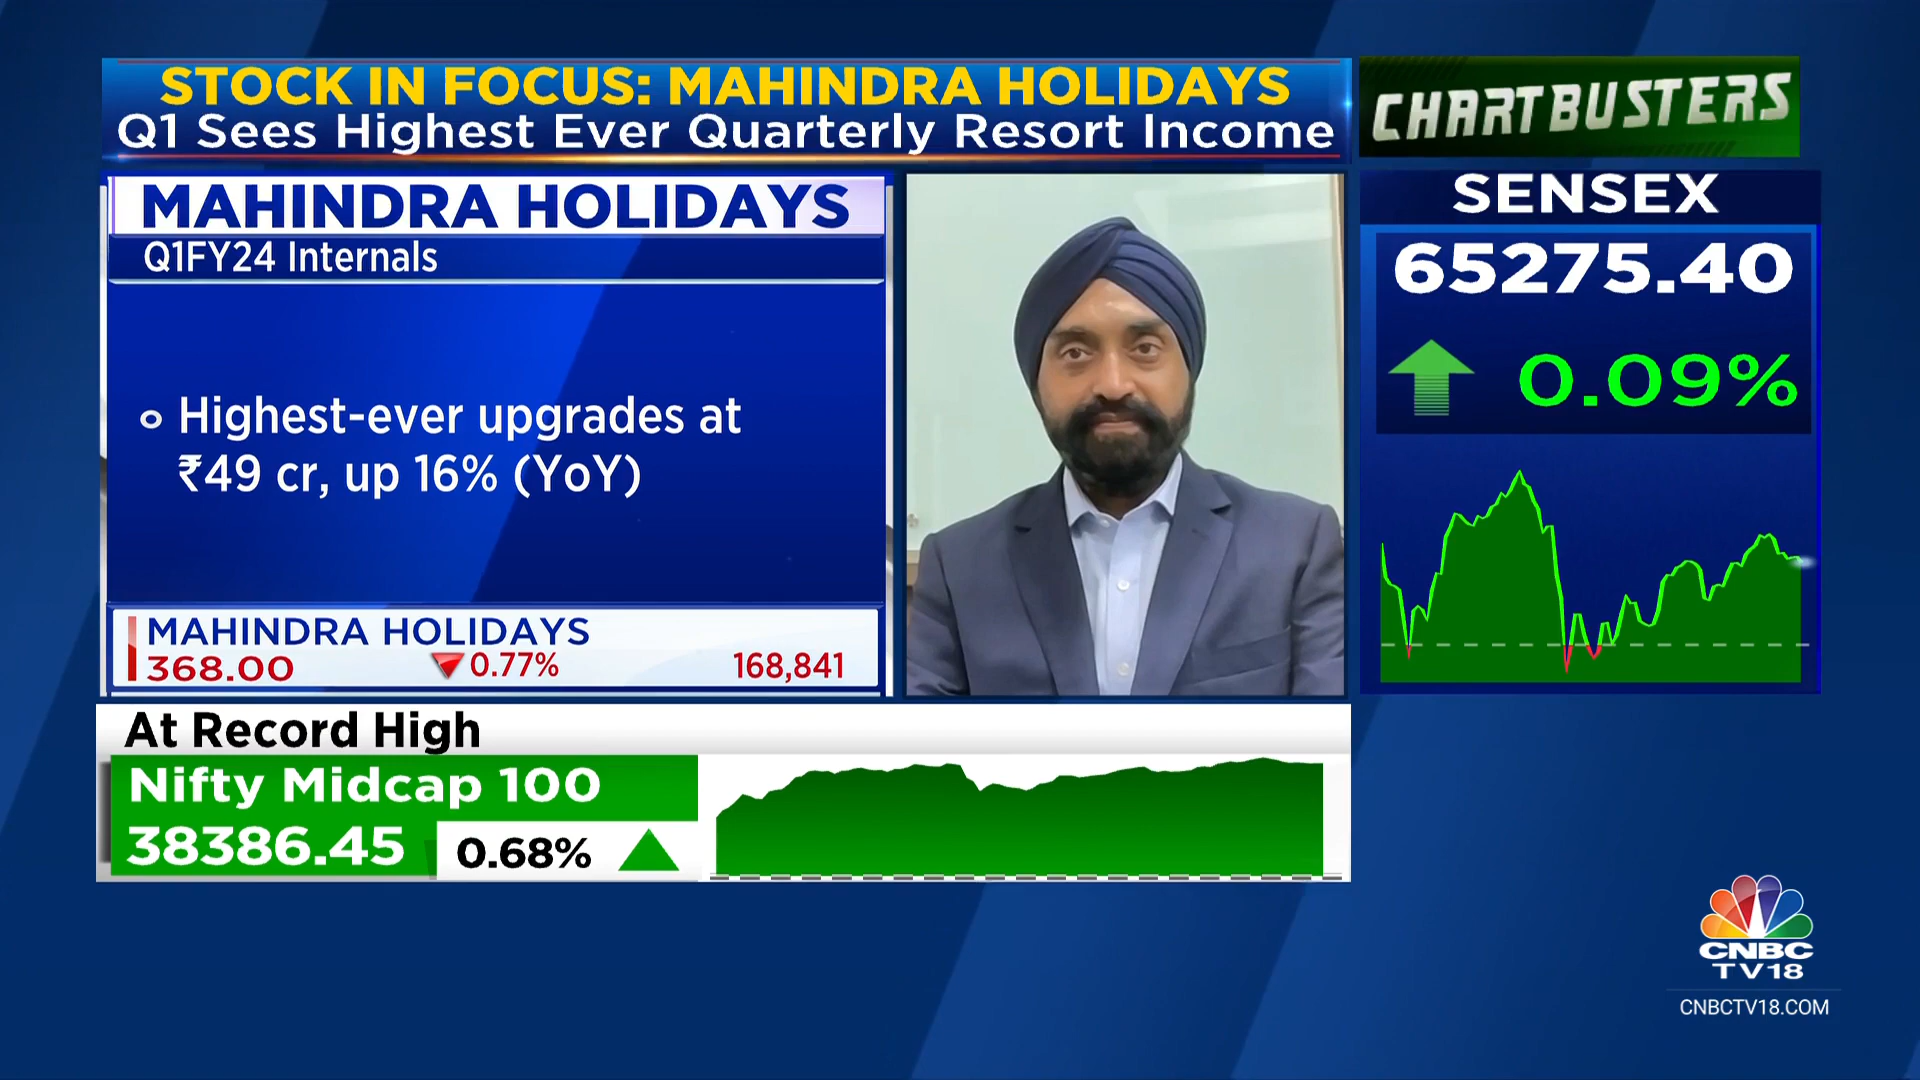 STOCK IN FOCUS: MAHINDRA HOLIDAYS
Q1 Sees Highest Ever Quarterly Resort Income
CHARTBUSTERS
MAHINDRA HOLIDAYS
Q1FY24 Internals
Highest-ever upgrades at
₹49 cr, up 16% (YoY)
MAHINDRA HOLIDAYS
368.00 0.77% 168,841
SENSEX
65275.40
0.09%
At Record High
Nifty Midcap 100
38386.45 0.68%
CNBC
TV18
CNBCTV18.COM